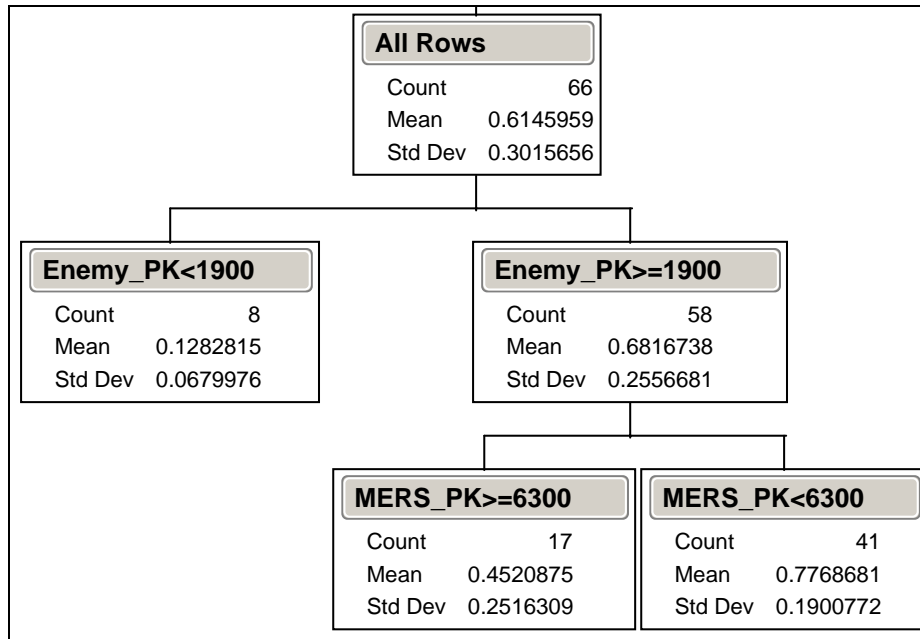 All Rows
Count 66
Mean 0.6145959
Std Dev 0.3015656
Enemy_PK<1900
Count 8
Mean 0.1282815
Std Dev 0.0679976
Enemy_PK>=1900
Count 58
Mean 0.6816738
Std Dev 0.2556681
MERS_PK>=6300
Count 17
Mean 0.4520875
Std Dev 0.2516309
MERS_PK<6300
Count 41
Mean 0.7768681
Std Dev 0.1900772